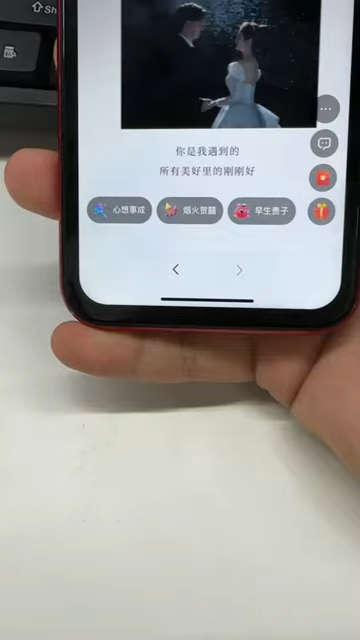 ⇧Sh
你是我遇到的
所有美好里的刚刚好
心想事成
烟火贺囍
早生贵子